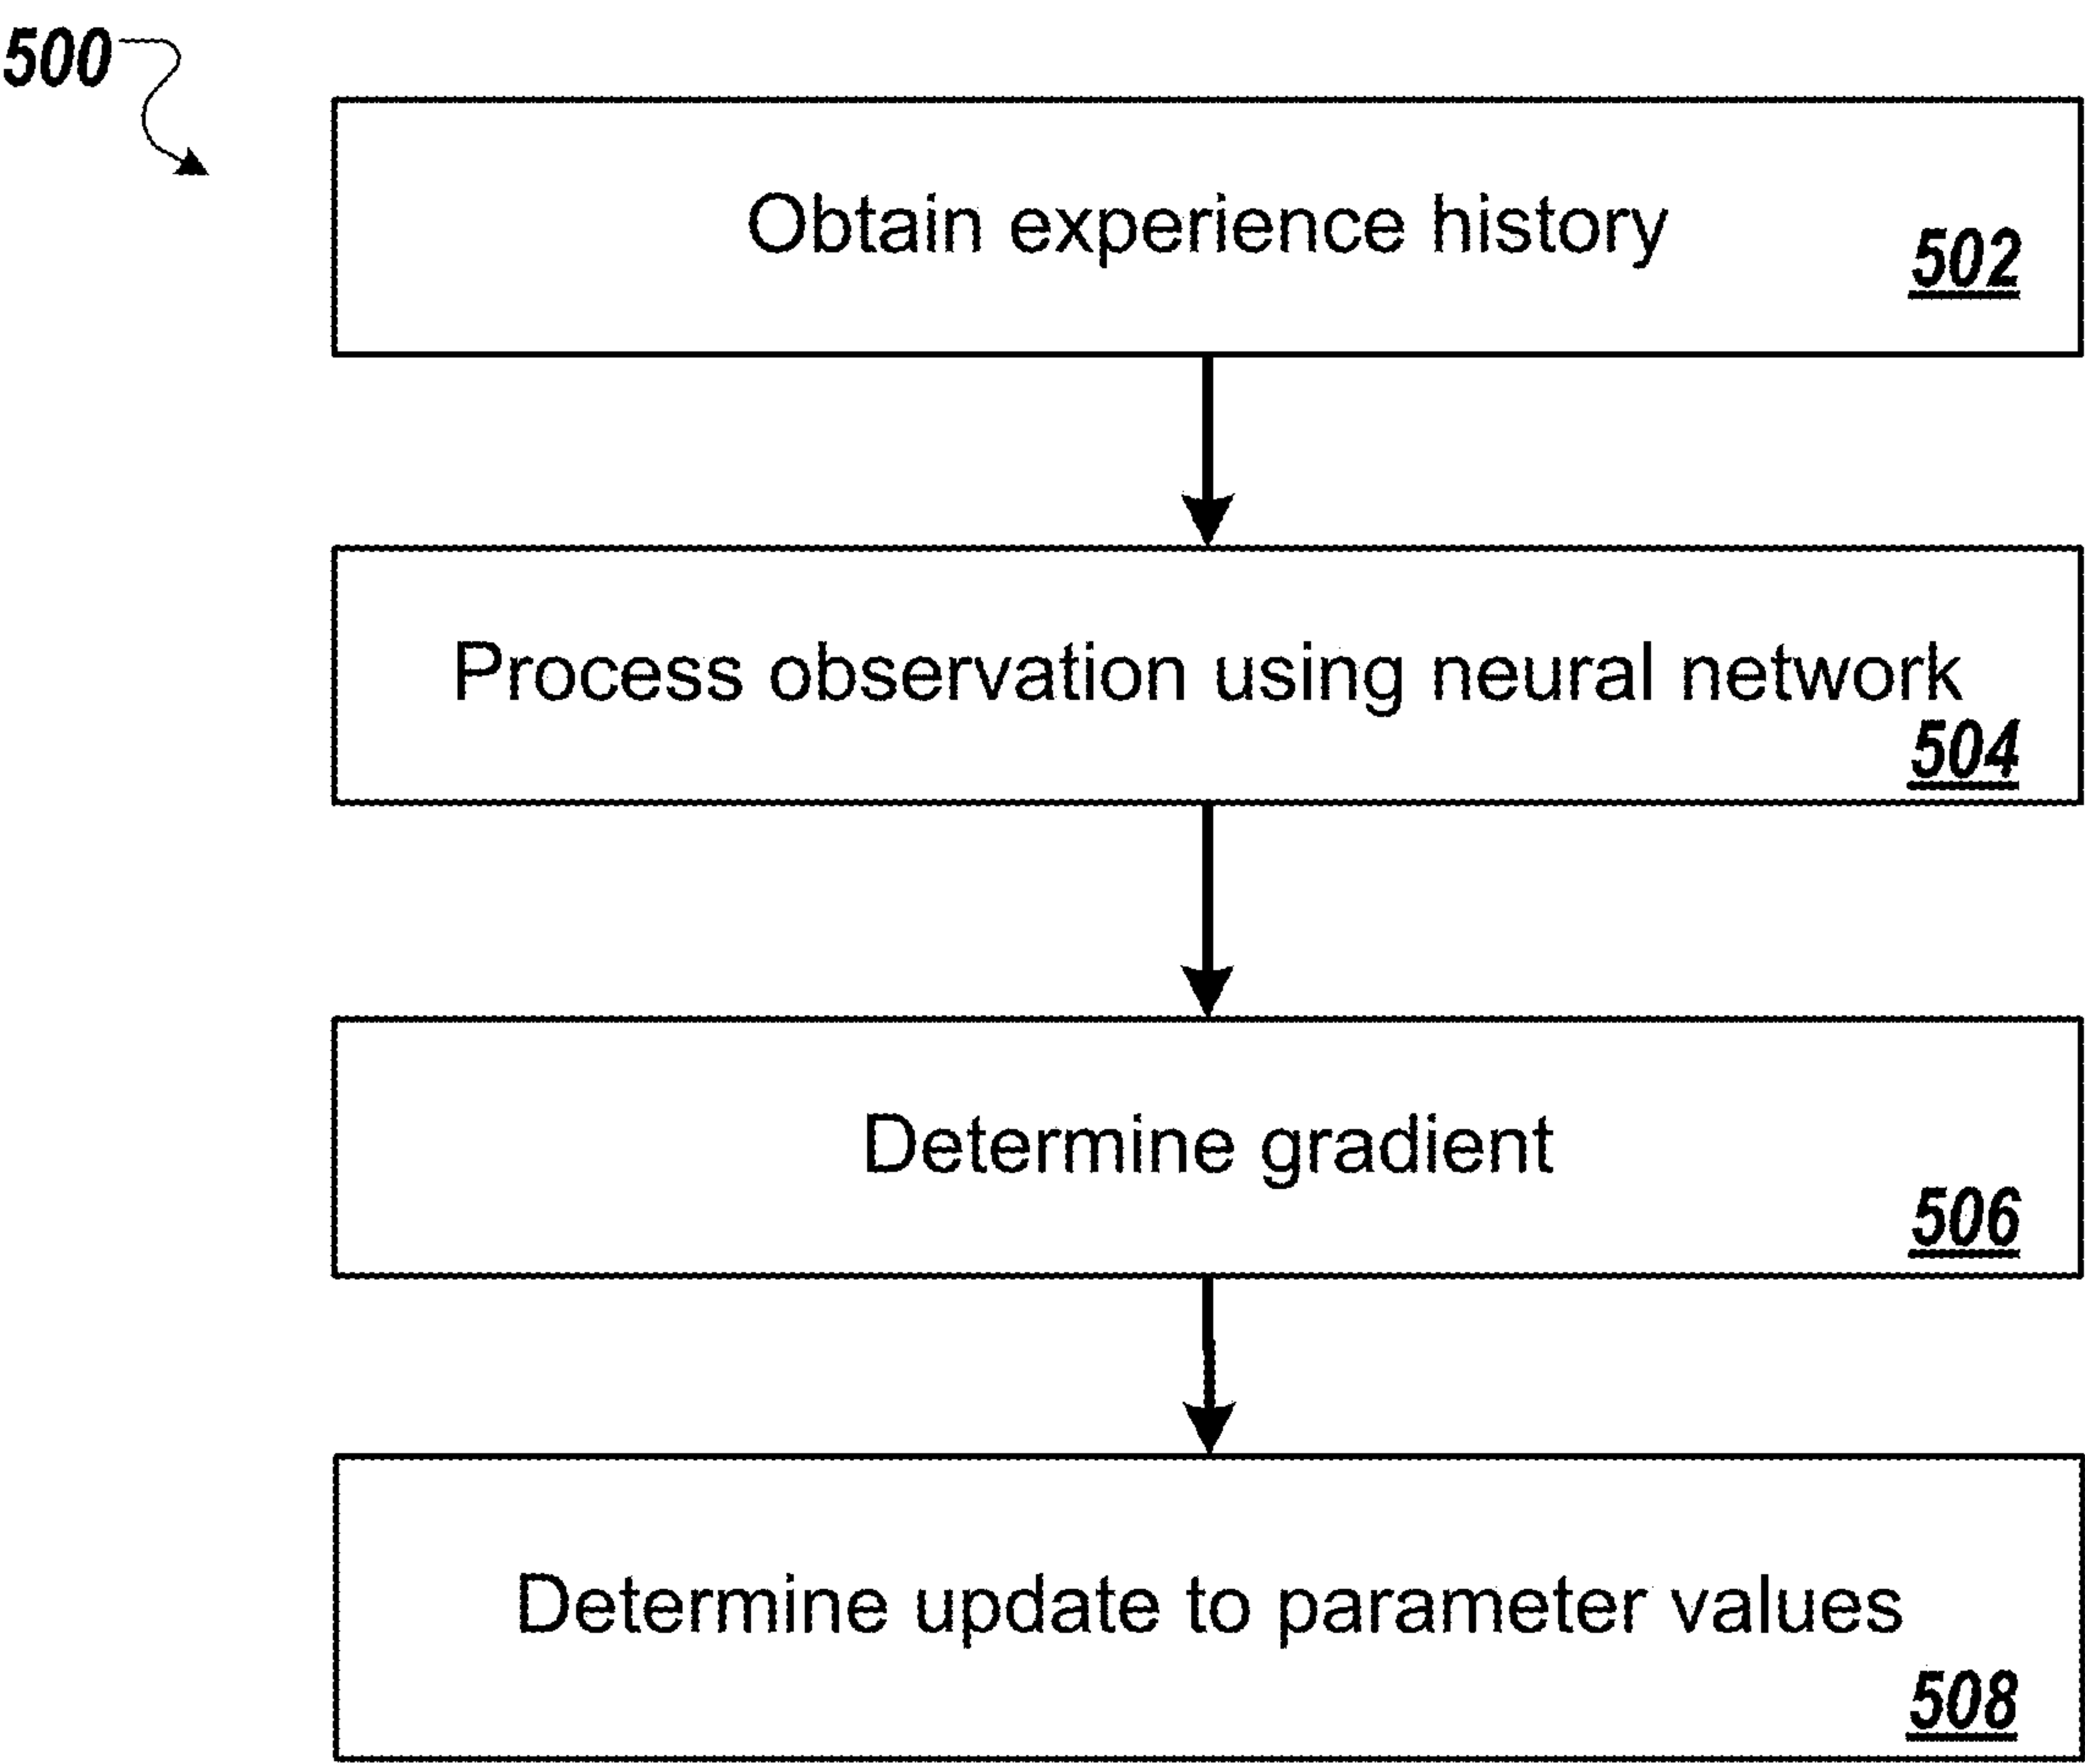 500
Obtain experience history
502
Process observation using neural network
504
Determine gradient
506
Determine update to parameter values
508